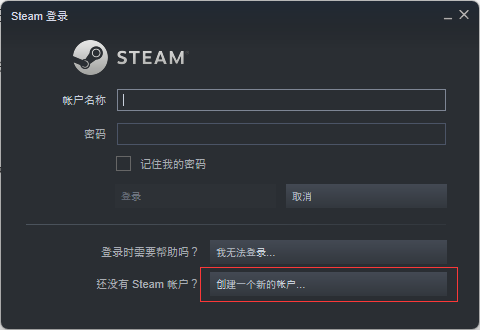 Steam 登录
STEAM
帐户名称
密码
记住我的密码
登录 取消
登录时需要帮助吗？ 我无法登录...
还没有 Steam 帐户？ 创建一个新的帐户...